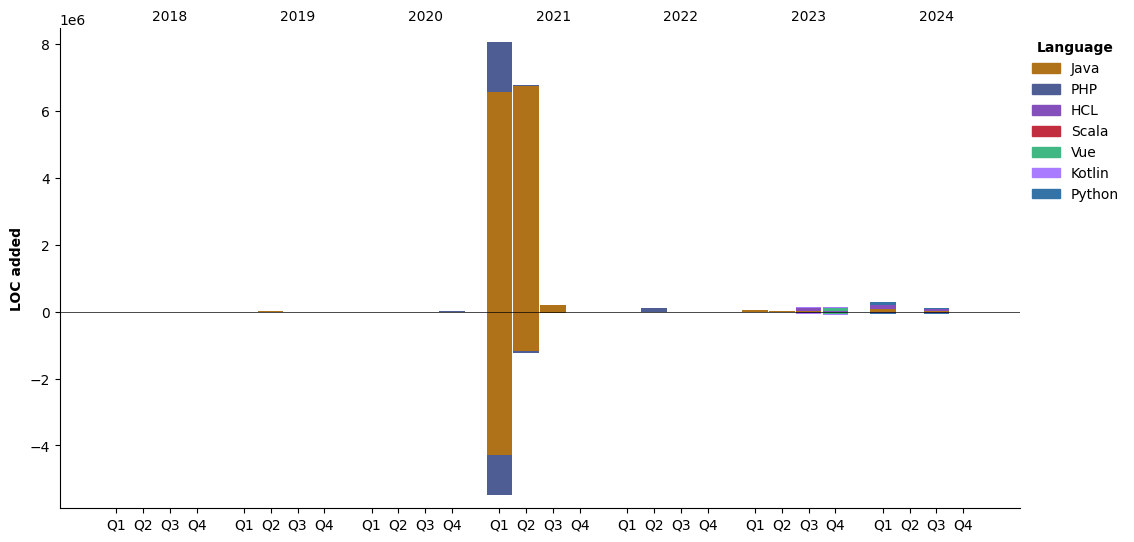 1e6
2018 2019 2020 2021 2022 2023 2024
8
6
4
2
0
−2
−4
LOC added
Q1 Q2 Q3 Q4 Q1 Q2 Q3 Q4 Q1 Q2 Q3 Q4 Q1 Q2 Q3 Q4 Q1 Q2 Q3 Q4 Q1 Q2 Q3 Q4 Q1 Q2 Q3 Q4
Language
Java
PHP
HCL
Scala
Vue
Kotlin
Python